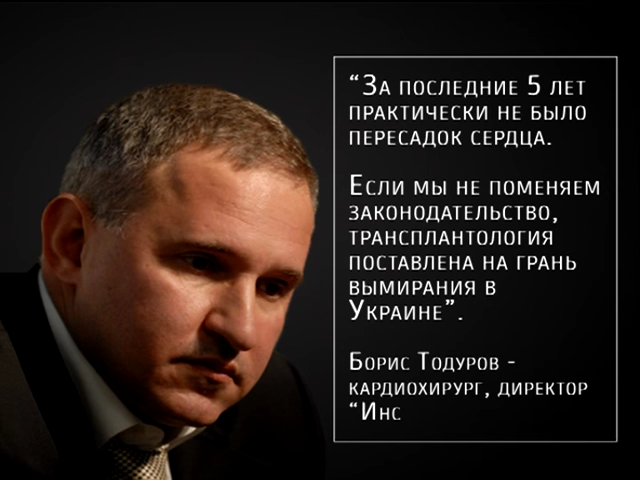 “За последние 5 лет
практически не было
пересадок сердца.
Если мы не поменяем
законодательство,
трансплантология
поставлена на грань
вымирания в
Украине”.
Борис Тодуров -
кардиохирург, директор
“Инс